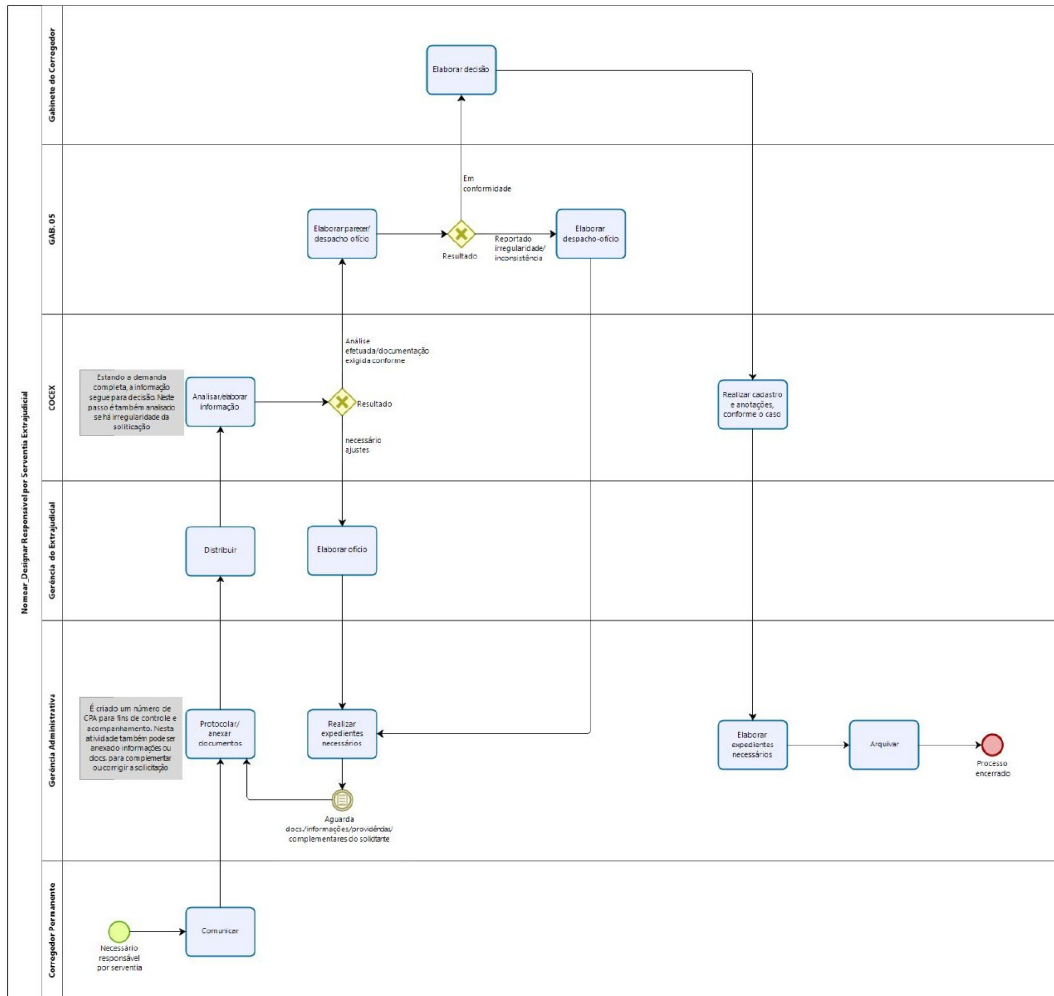 Nomear_Designar Responsável por Serventia Extrajudicial
Gabinete do Corregedor
Elaborar decisão
GAB. 05
Elaborar parecer/
despacho ofício
Em
conformidade
Resultado
Reportado
irregularidade/
inconsistência
Elaborar
despacho-ofício
COCEX
Estando a demanda
completa, a informação
segue para decisão. Neste
passo é também analisado
se há irregularidade da
soliticação
Analisar/elaborar
informação
Análise
efetuada/documentação
exigida conforme
Resultado
necessário
ajustes
Realizar cadastro
e anotações,
conforme o caso
Gerência do Extrajudicial
Distribuir
Elaborar ofício
Gerência Administrativa
É criado um número de
CPA para fins de controle e
acompanhamento. Nesta
atividade também pode ser
anexado informações ou
docs. para complementar
ou corrigir a solicitação
Protocolar/
anexar
documentos
Realizar
expedientes
necessários
Aguarda
docs./informações/providências/
complementares do solicitante
Elaborar
expedientes
necessários
Arquivar
Processo
encerrado
Corregedor Permanente
Necessário
responsável
por serventia
Comunicar